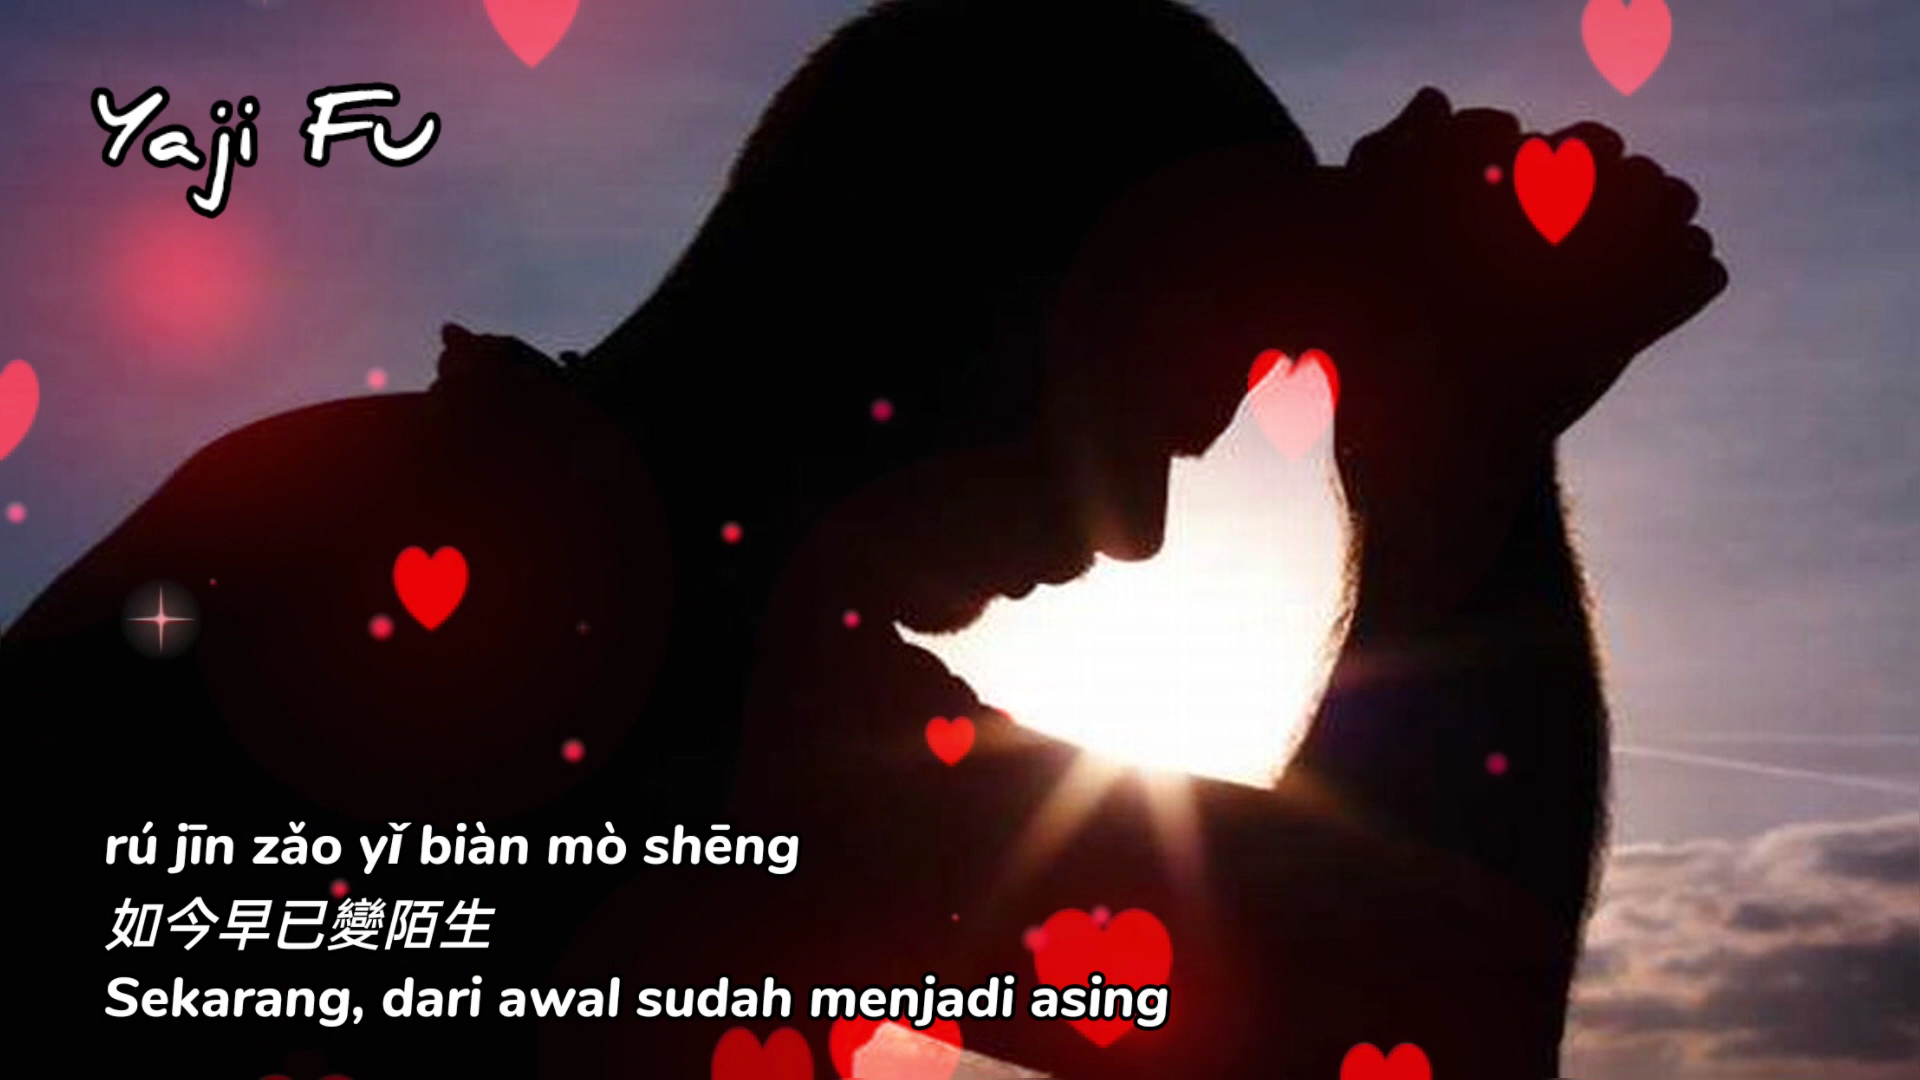 Yaji Fu
rú jīn zǎo yǐ biàn mò shēng
如今早已變陌生
Sekarang, dari awal sudah menjadi asing